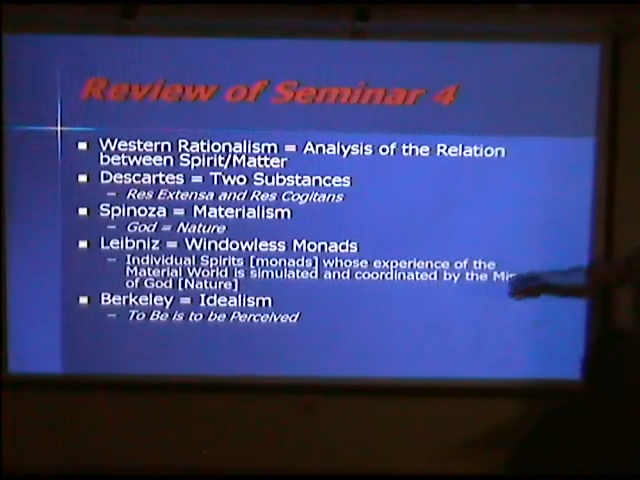 Review of Seminar 4
Western Rationalism = Analysis of the Relation
between Spirit/Matter
Descartes = Two Substances
– Res Extensa and Res Cogitans
Spinoza = Materialism
– God = Nature
Leibniz = Windowless Monads
– Individual Spirits [monads] whose experience of the
Material World is simulated and coordinated by the
of God [Nature]
Berkeley = Idealism
– To Be is to be Perceived